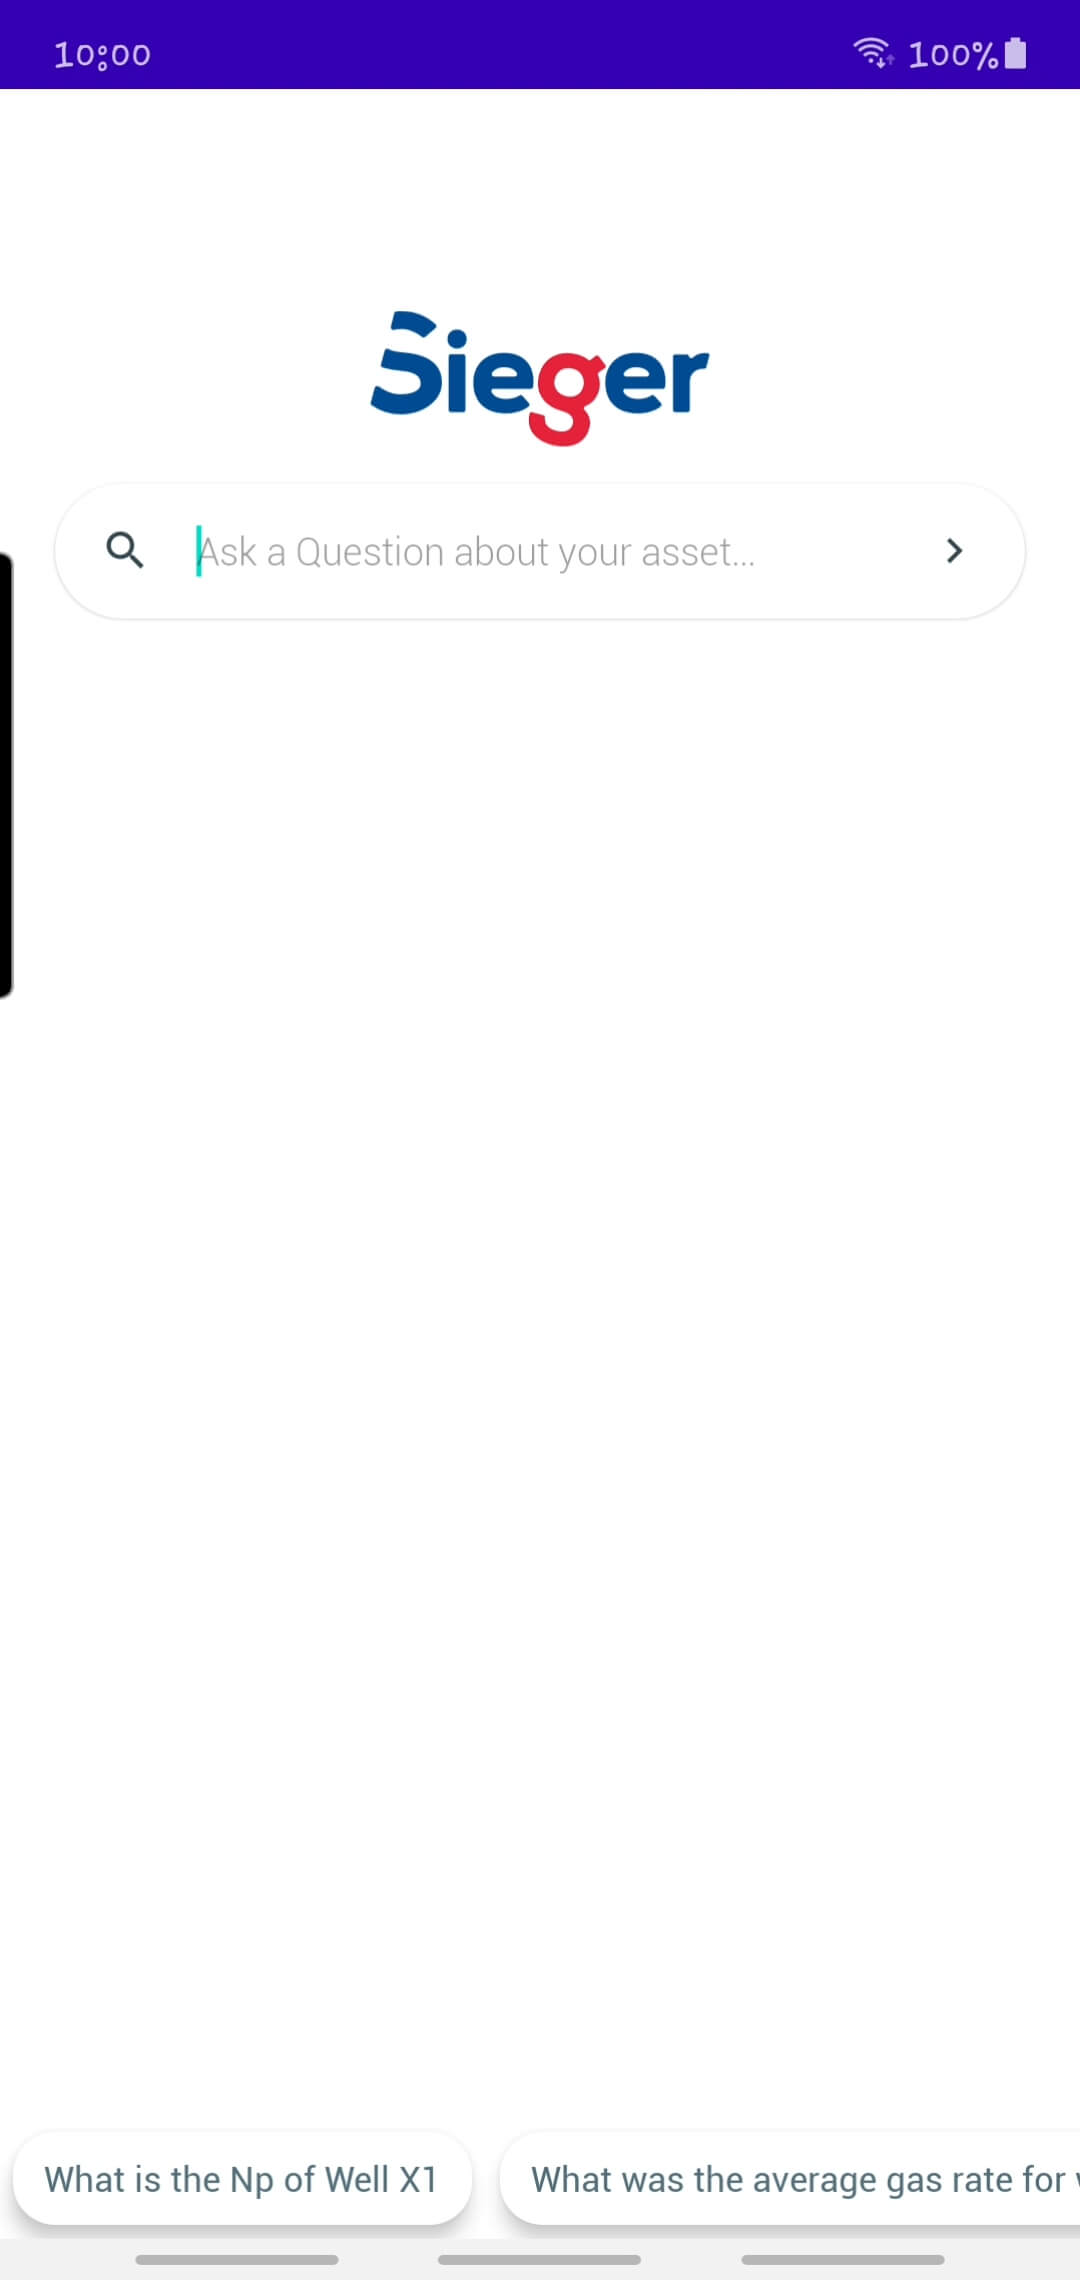 10:00 100%
Sieger
Ask a Question about your asset...
What is the Np of Well X1 What was the average gas rate for